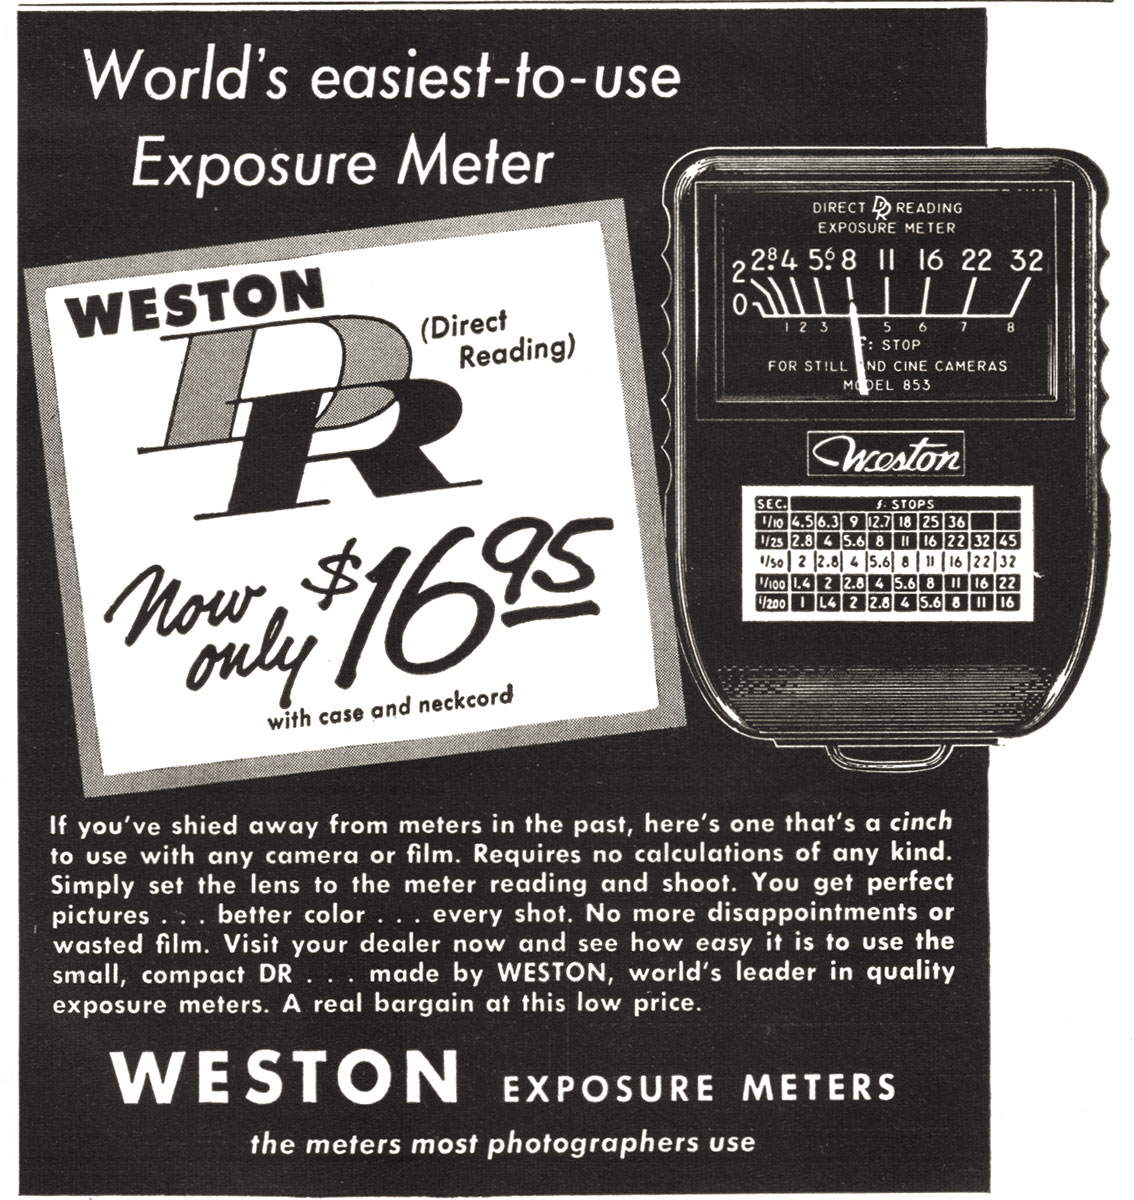 World's easiest-to-use
Exposure Meter
WESTON
DR
(Direct
Reading)
Now
only $16 95
with case and neckcord
DIRECT DR READING
EXPOSURE METER
2 2.8 4 5.6 8 11 16 22 32
0
1 2 3 5 6 7 8
f: STOP
FOR STILL AND CINE CAMERAS
MODEL 853
Weston
SEC. f. STOPS
1/10 4.5 6.3 9 12.7 18 25 36
1/25 2.8 4 5.6 8 11 16 22 32 45
1/50 2 2.8 4 5.6 8 11 16 22 32
1/100 1.4 2 2.8 4 5.6 8 11 16 22
1/200 1 1.4 2 2.8 4 5.6 8 11 16
If you've shied away from meters in the past, here's one that's a cinch
to use with any camera or film. Requires no calculations of any kind.
Simply set the lens to the meter reading and shoot. You get perfect
pictures . . . better color . . . every shot. No more disappointments or
wasted film. Visit your dealer now and see how easy it is to use the
small, compact DR . . . made by WESTON, world's leader in quality
exposure meters. A real bargain at this low price.
WESTON EXPOSURE METERS
the meters most photographers use